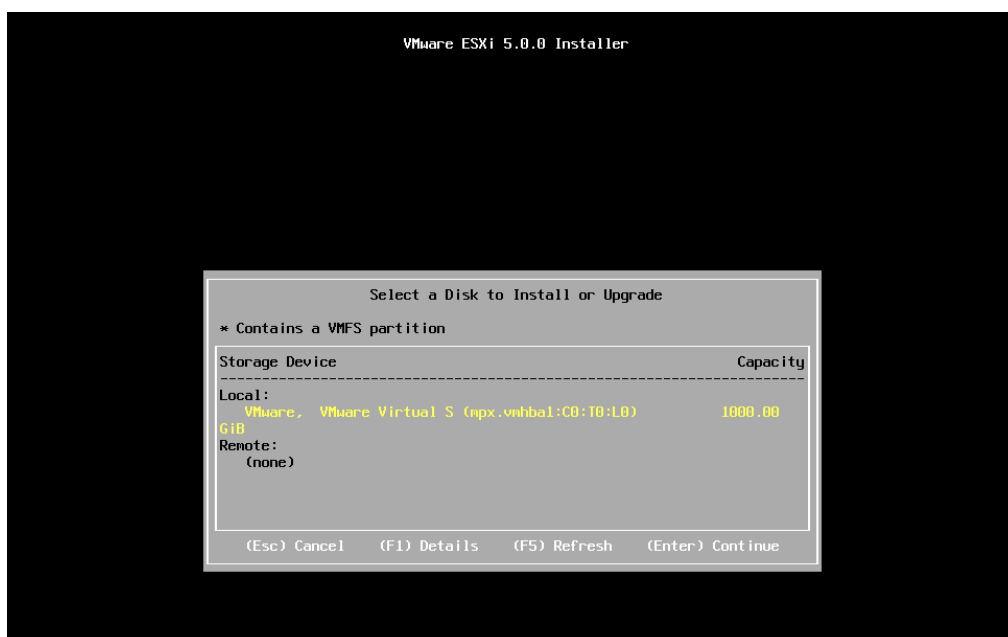 VMware ESXi 5.0.0 Installer
Select a Disk to Install or Upgrade
* Contains a VMFS partition
Storage Device Capacity
Local:
VMware, VMware Virtual S (mpx.vmhba1:C0:T0:L0) 1000.00
GiB
Remote:
(none)
(Esc) Cancel (F1) Details (F5) Refresh (Enter) Continue